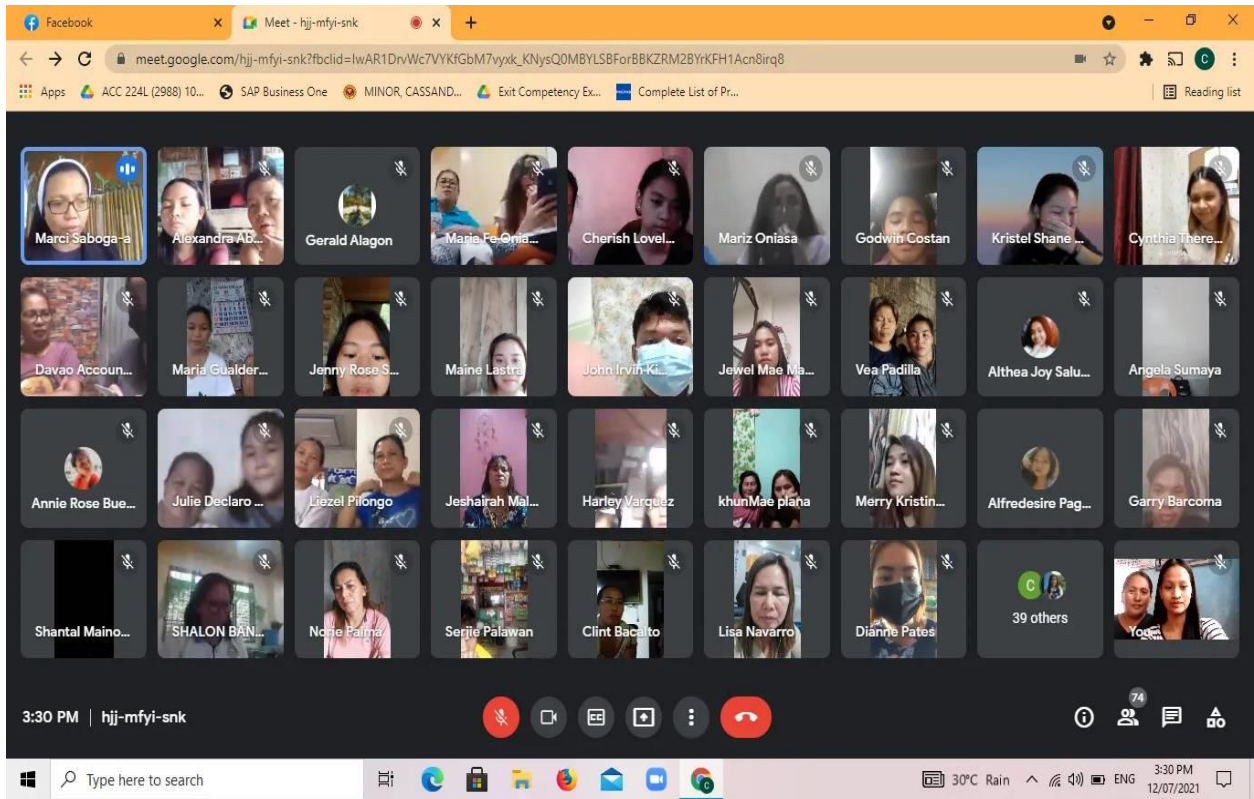 Facebook
Meet - hjj-mfyi-snk
meet.google.com/hjj-mfyi-snk?fbclid=IwAR1DrvWc7VYKfGbM7vyxk_KNysQ0MBYLSBForBBKZRM2BYrKFH1Acn8irq8
Apps ACC 224L (2988) 10... SAP Business One MINOR, CASSAND... Exit Competency Ex... Complete List of Pr... Reading list
Marci Saboga-a Alexandra Ab... Gerald Alagon Maria Fe Onia... Cherish Lovel... Mariz Oniasa Godwin Costan Kristel Shane ... Cynthia There...
Davao Accoun... Maria Gualder... Jenny Rose S... Maine Lastra John Irvin Ki... Jewel Mae Ma... Vea Padilla Althea Joy Salu... Angela Sumaya
Annie Rose Bue... Julie Declaro ... Liezel Pilongo Jeshairah Mal... Harley Varquez khunMae plana Merry Kristin... Alfredesire Pag... Garry Barcoma
C
Shantal Maino... SHALON BAN... Norie Palma Serjie Palawan Clint Bacalto Lisa Navarro Dianne Pates 39 others You
3:30 PM | hjj-mfyi-snk CC 74
Type here to search 30°C Rain ENG 3:30 PM
12/07/2021